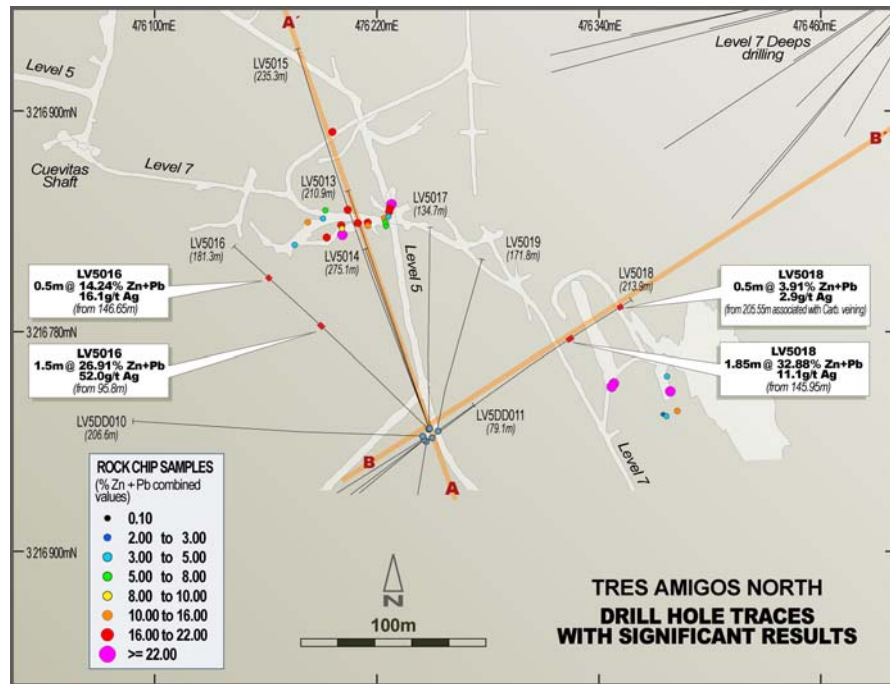 476 100mE
476 220mE
476 340mE
476 460mE
A´
LV5015
(235.3m)
Level 7 Deeps
drilling
Level 5
3 216 900mN
B´
Cuevitas
Shaft
Level 7
LV5013
(210.9m)
LV5017
(134.7m)
LV5016
(181.3m)
LV5014
(275.1m)
Level 5
LV5019
(171.8m)
LV5018
(213.9m)
LV5016
0.5m @ 14.24% Zn+Pb
16.1g/t Ag
(from 146.65m)
LV5018
0.5m @ 3.91% Zn+Pb
2.9g/t Ag
(from 205.55m associated with Carb. veining)
3 216 780mN
LV5016
1.5m @ 26.91% Zn+Pb
52.0g/t Ag
(from 95.8m)
LV5018
1.85m @ 32.88% Zn+Pb
11.1g/t Ag
(from 145.95m)
LV5DD010
(206.6m)
LV5DD011
(79.1m)
B
A
Level 7
ROCK CHIP SAMPLES
(% Zn + Pb combined
values)
0.10
2.00 to 3.00
3.00 to 5.00
5.00 to 8.00
8.00 to 10.00
10.00 to 16.00
16.00 to 22.00
>= 22.00
3 216 900mN
N
100m
TRES AMIGOS NORTH
DRILL HOLE TRACES
WITH SIGNIFICANT RESULTS